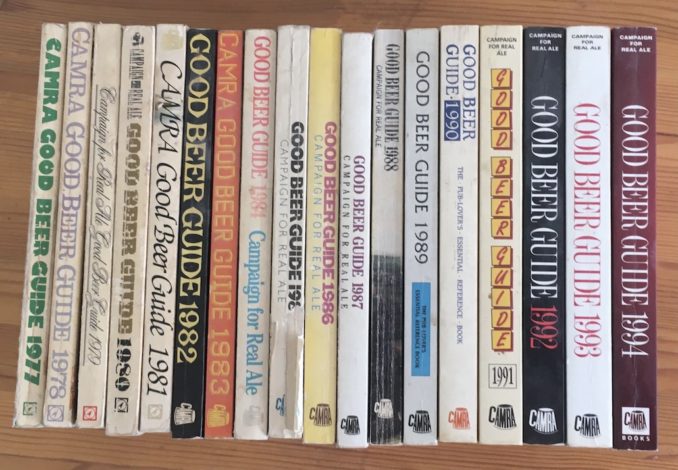 CAMRA GOOD BEER GUIDE 1977
CAMRA GOOD BEER GUIDE 1978
Campaign for Real Ale Good Beer Guide 1979
CAMPAIGN FOR REAL ALE
GOOD BEER GUIDE 1980
CAMRA Good Beer Guide 1981
GOOD BEER GUIDE 1982
CAMRA
CAMRA GOOD BEER GUIDE 1983
GOOD BEER GUIDE 1984
Campaign for Real Ale
GOOD BEER GUIDE 198
CAMPAIGN FOR REAL ALE
GOOD BEER GUIDE 1986
CAMPAIGN FOR REAL ALE
GOOD BEER GUIDE 1987
CAMPAIGN FOR REAL ALE
CAMRA
GOOD BEER GUIDE 1988
CAMPAIGN FOR REAL ALE
CAMRA
GOOD BEER GUIDE 1989
THE PUB-LOVER'S
ESSENTIAL REFERENCE BOOK
CAMRA
GOOD BEER
GUIDE·1990
THE · PUB-LOVER'S · ESSENTIAL · REFERENCE · BOOK
CAMRA
CAMPAIGN
FOR REAL
ALE
GOOD BEER GUIDE
1991
CAMRA
CAMPAIGN
FOR
REAL ALE
GOOD BEER GUIDE 1992
CAMRA
CAMPAIGN
FOR
REAL ALE
GOOD BEER GUIDE 1993
CAMRA
CAMPAIGN
FOR
REAL ALE
GOOD BEER GUIDE 1994
CAMRA
BOOKS